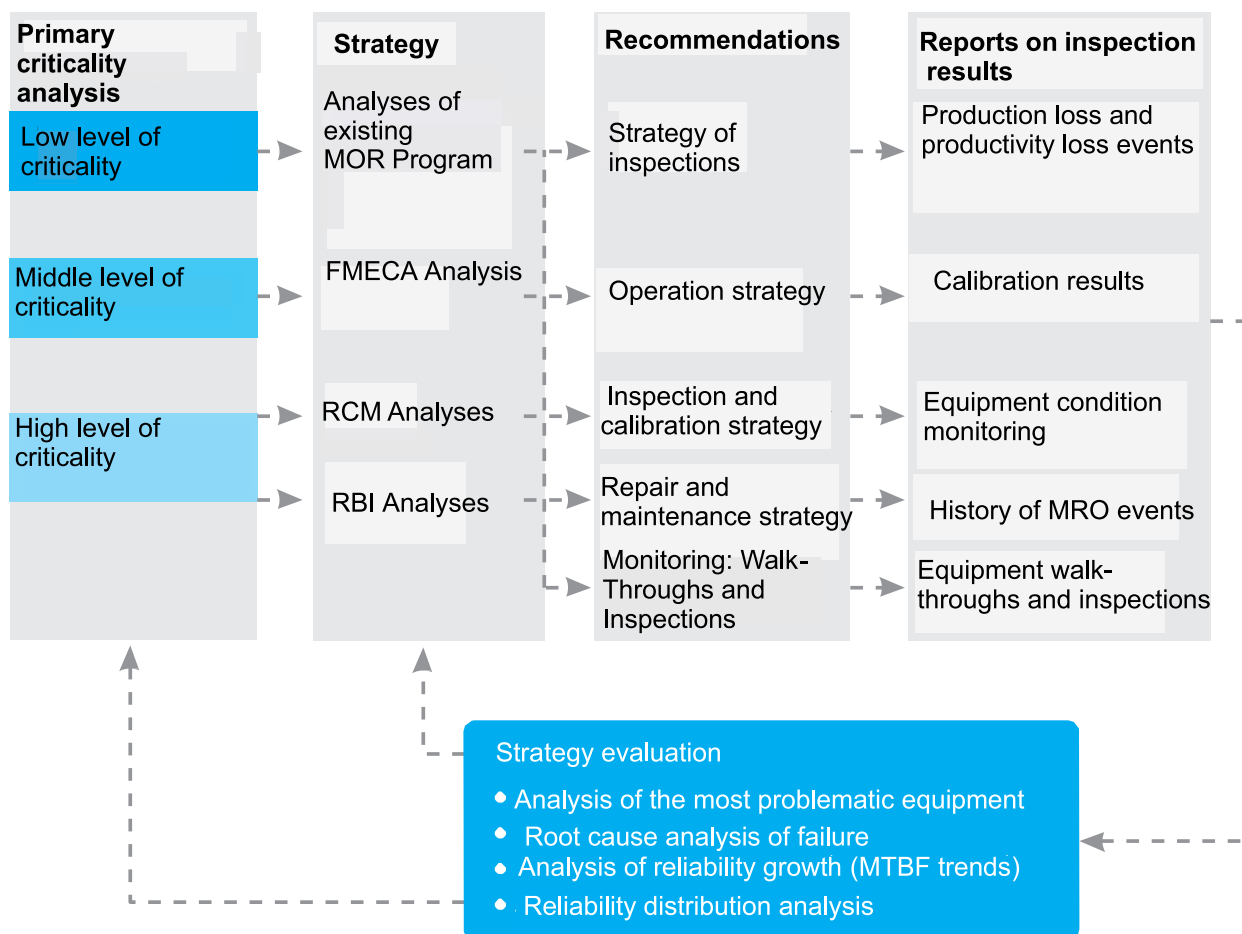 Primary
criticality
analysis
Low level of
criticality
Middle level of
criticality
High level of
criticality
Strategy
Analyses of
existing
MOR Program
FMECA Analysis
RCM Analyses
RBI Analyses
Recommendations
Strategy of
inspections
Operation strategy
Inspection and
calibration strategy
Repair and
maintenance strategy
Monitoring: Walk-
Throughs and
Inspections
Reports on inspection
results
Production loss and
productivity loss events
Calibration results
Equipment condition
monitoring
History of MRO events
Equipment walk-
throughs and inspections
Strategy evaluation
• Analysis of the most problematic equipment
• Root cause analysis of failure
• Analysis of reliability growth (MTBF trends)
• Reliability distribution analysis